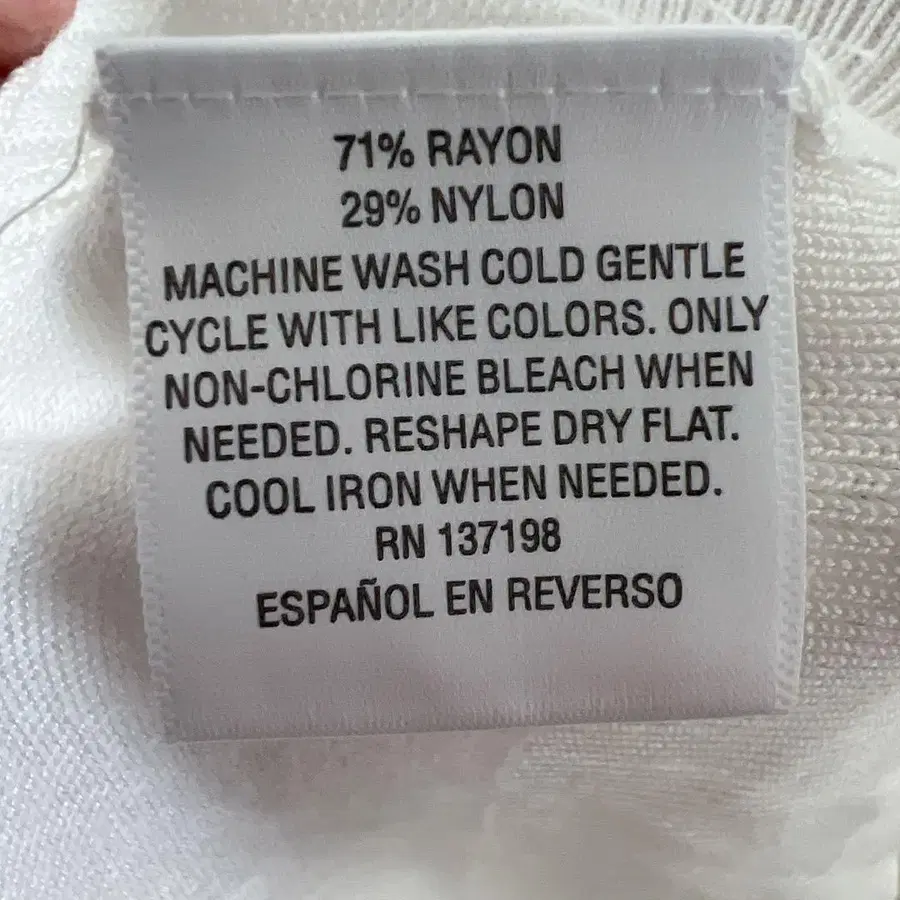 71% RAYON
29% NYLON
MACHINE WASH COLD GENTLE
CYCLE WITH LIKE COLORS. ONLY
NON-CHLORINE BLEACH WHEN
NEEDED. RESHAPE DRY FLAT.
COOL IRON WHEN NEEDED.
RN 137198
ESPAÑOL EN REVERSO